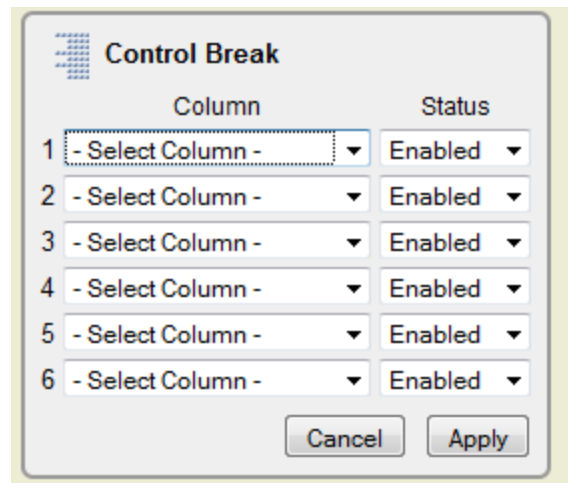 Control Break
Column Status
1 - Select Column - Enabled
2 - Select Column - Enabled
3 - Select Column - Enabled
4 - Select Column - Enabled
5 - Select Column - Enabled
6 - Select Column - Enabled
Cancel Apply